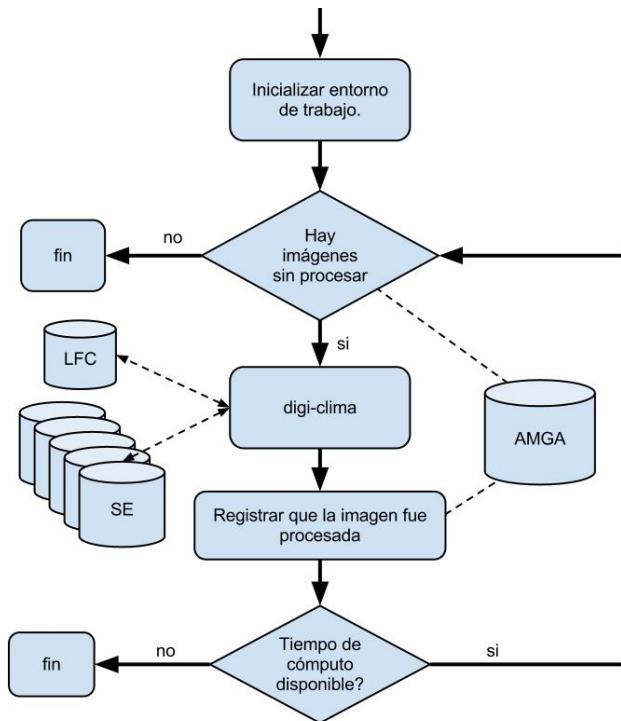 Inicializar entorno
de trabajo.
Hay
imágenes
sin procesar
no
fin
si
LFC
digi-clima
AMGA
SE
Registrar que la imagen fue
procesada
Tiempo de
cómputo
disponible?
no
fin
si